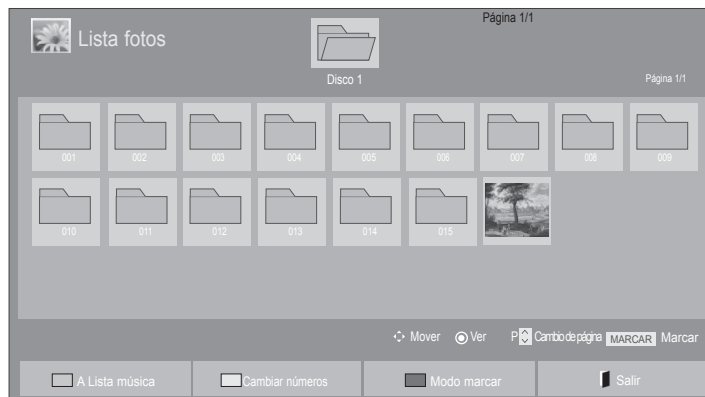 Página 1/1
Lista fotos
Disco 1
Página 1/1
001 002 003 004 005 006 007 008 009
010 011 012 013 014 015
Mover Ver P Cambio de página MARCAR Marcar
A Lista música Cambiar números Modo marcar Salir